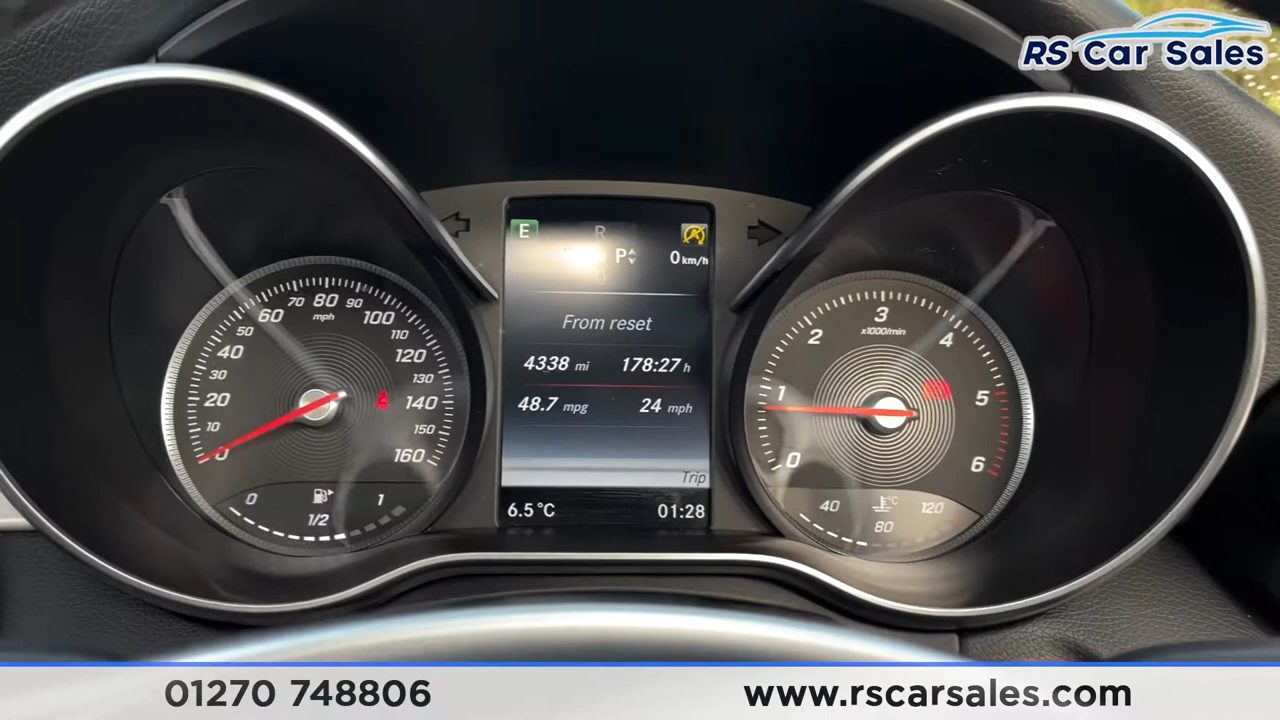 RS Car Sales
E R
P 0 km/h
From reset
4338 mi 178:27 h
48.7 mpg 24 mph
Trip
6.5°C 01:28
0 10 20 30 40 50 60 70 80 90 100 110 120 130 140 150 160
mph
0 1/2 1
0 1 2 3 4 5 6
x1000/min
40 80 120
°C
01270 748806 www.rscarsales.com